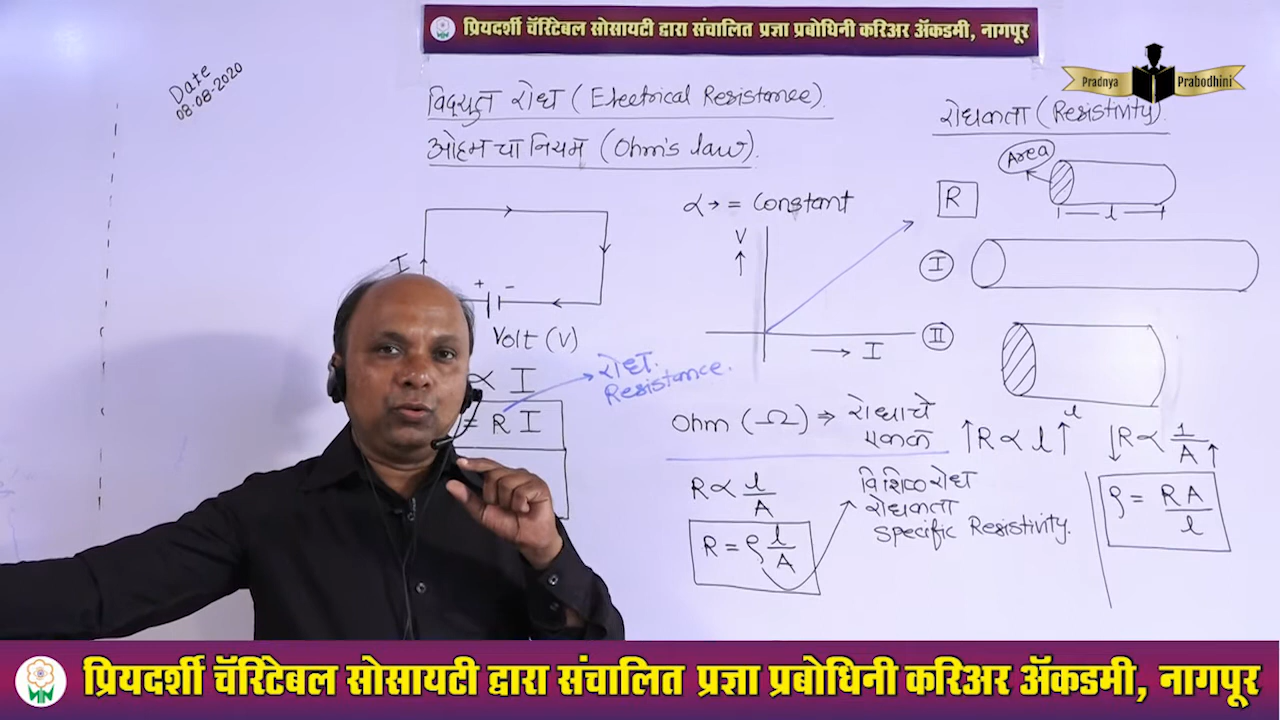 प्रियदर्शी चॅरिटेबल सोसायटी द्वारा संचालित प्रज्ञा प्रबोधिनी करिअर ॲकडमी, नागपूर
Pradnya Prabodhini
Date
08-08-2020
विद्युत रोध (Electrical Resistance).
ओहम चा नियम (Ohm's law).
रोधकता (Resistivity).
Area
R
l
α → = constant
V
↑
→ I
I
I
II
+ -
Volt (V)
∝ I
= R I
रोध.
Resistance.
Ohm (Ω) ⇒ रोधाचे
एकक
↑R ∝ l↑ l
↓R ∝ 1/A↑
R ∝ l/A
R = ρ l/A
विशिष्ठ रोध
रोधकता
Specific Resistivity.
ρ = RA/l
प्रियदर्शी चॅरिटेबल सोसायटी द्वारा संचालित प्रज्ञा प्रबोधिनी करिअर ॲकडमी, नागपूर